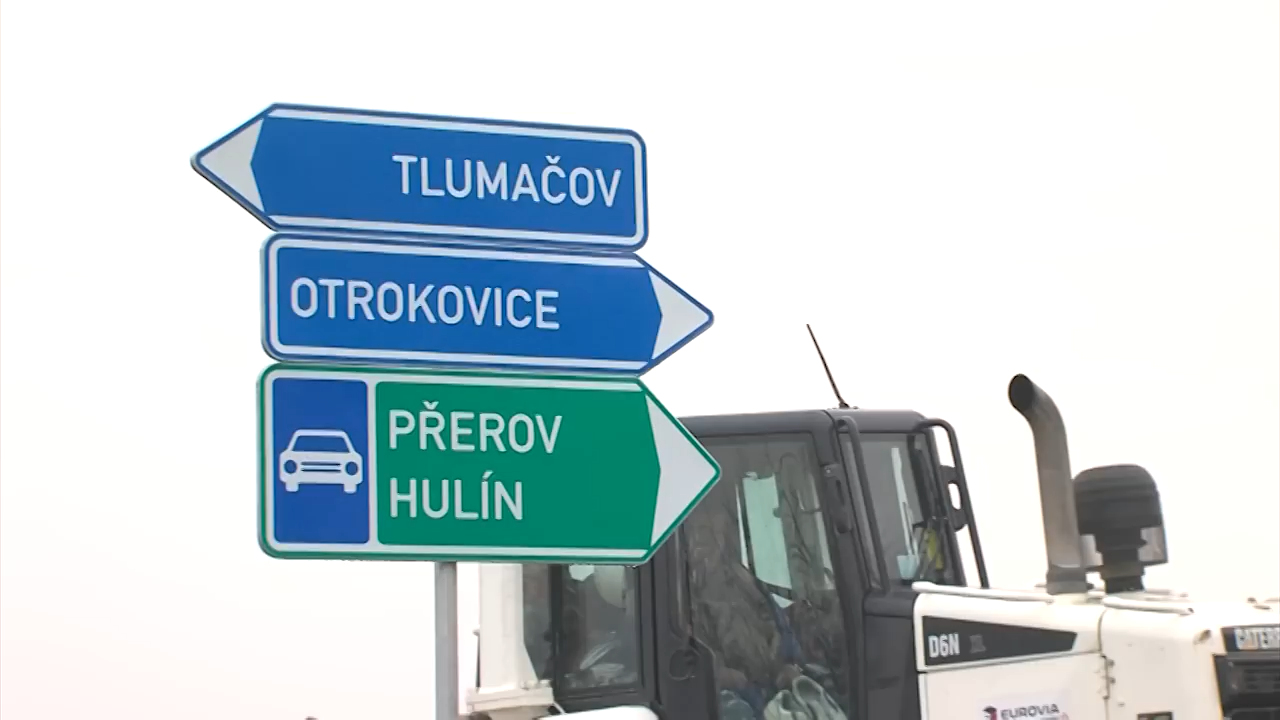 TLUMAČOV
OTROKOVICE
PŘEROV
HULÍN
D6N
EUROVIA